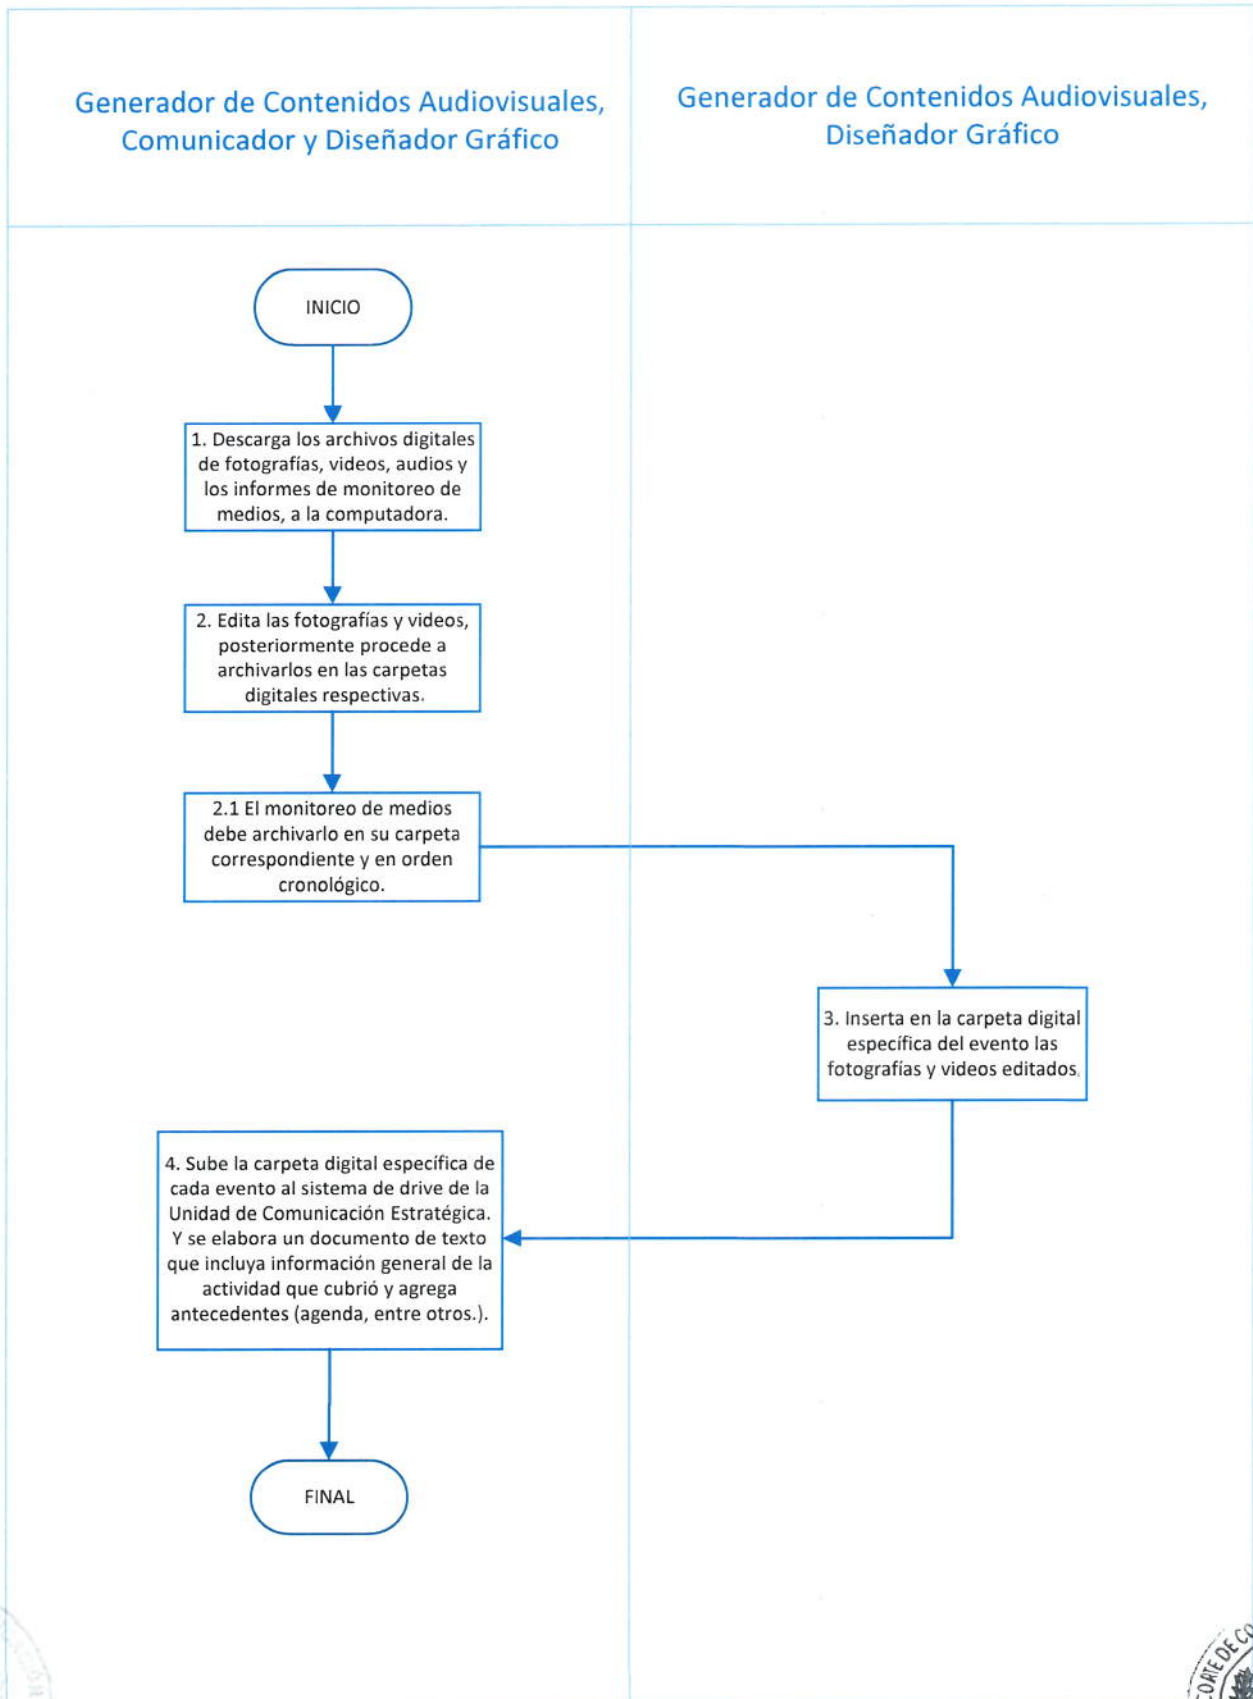 Generador de Contenidos Audiovisuales,
Comunicador y Diseñador Gráfico
Generador de Contenidos Audiovisuales,
Diseñador Gráfico
INICIO
1. Descarga los archivos digitales
de fotografías, videos, audios y
los informes de monitoreo de
medios, a la computadora.
2. Edita las fotografías y videos,
posteriormente procede a
archivarlos en las carpetas
digitales respectivas.
2.1 El monitoreo de medios
debe archivarlo en su carpeta
correspondiente y en orden
cronológico.
3. Inserta en la carpeta digital
específica del evento las
fotografías y videos editados.
4. Sube la carpeta digital específica de
cada evento al sistema de drive de la
Unidad de Comunicación Estratégica.
Y se elabora un documento de texto
que incluya información general de la
actividad que cubrió y agrega
antecedentes (agenda, entre otros.).
FINAL
CORTE DE CO